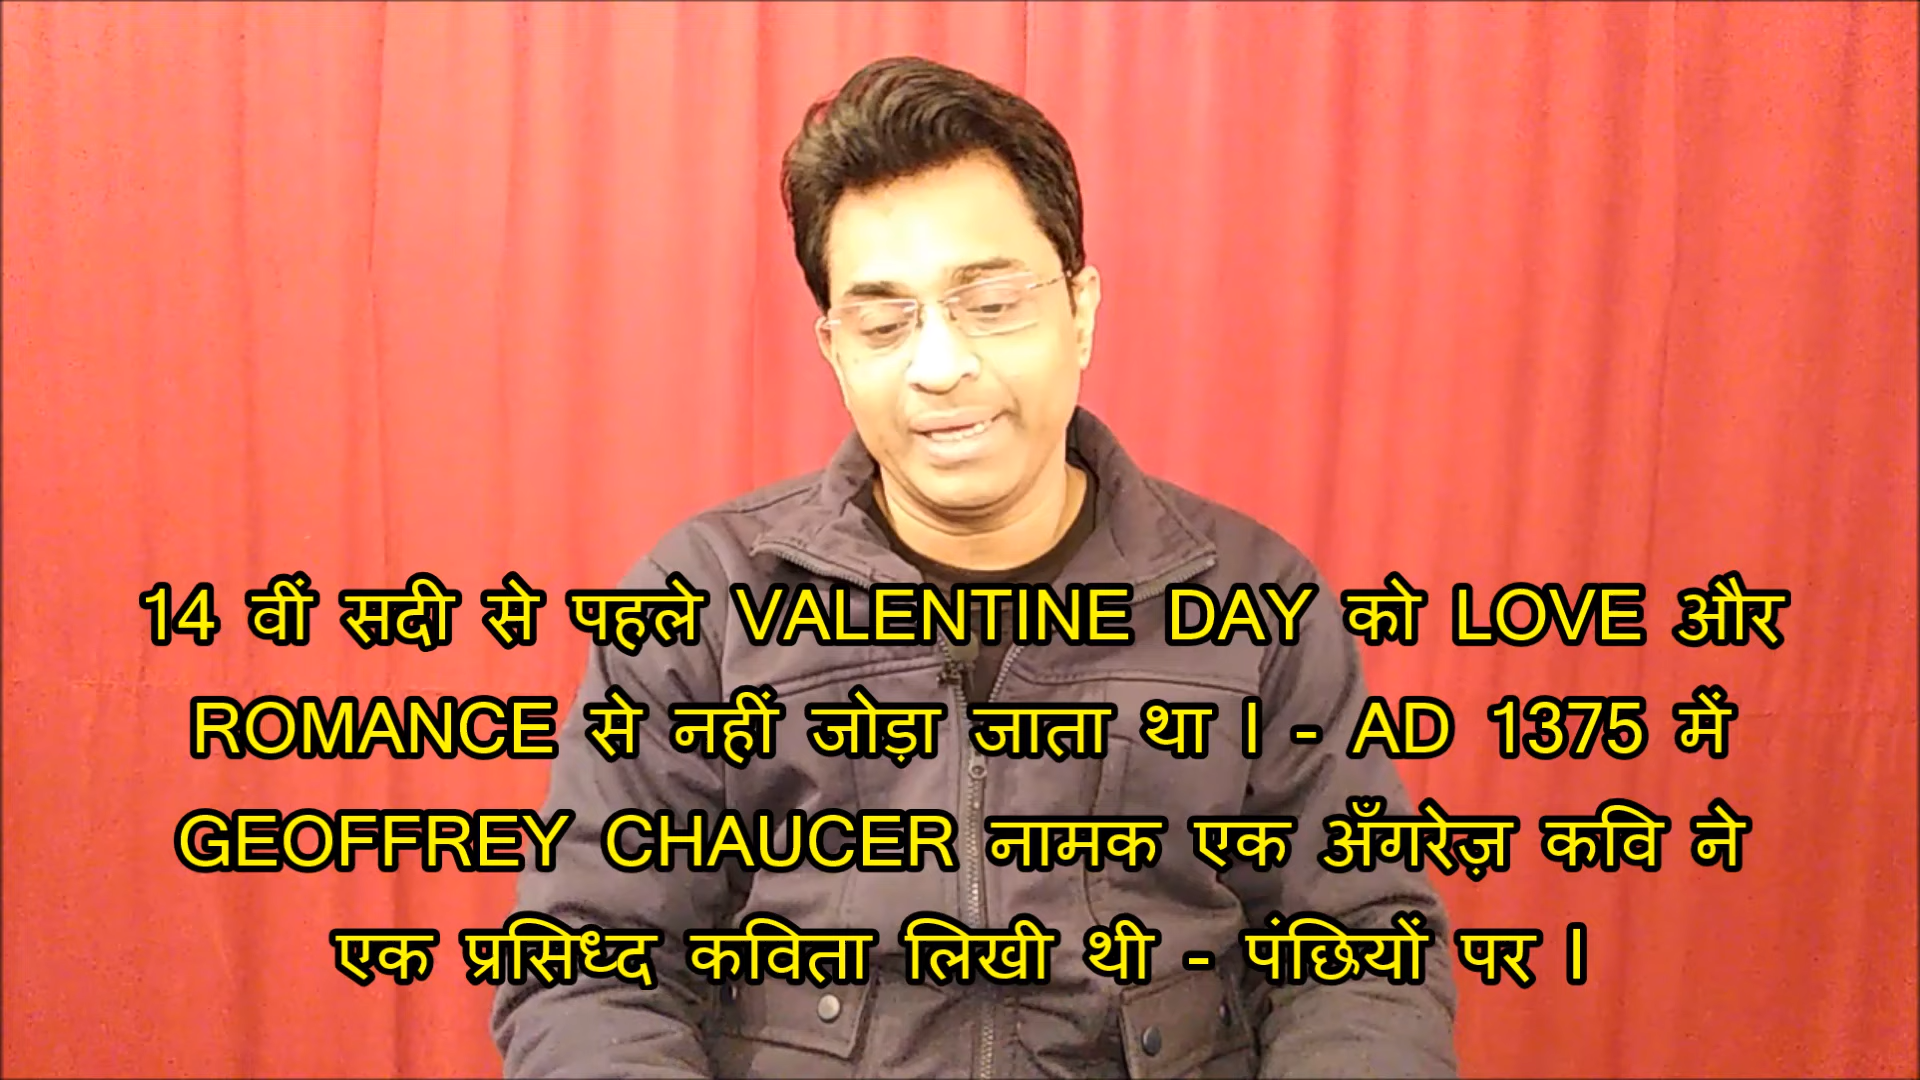 14 वीं सदी से पहले VALENTINE DAY को LOVE और
ROMANCE से नहीं जोड़ा जाता था । - AD 1375 में
GEOFFREY CHAUCER नामक एक अँगरेज़ कवि ने
एक प्रसिध्द कविता लिखी थी - पंछियों पर ।